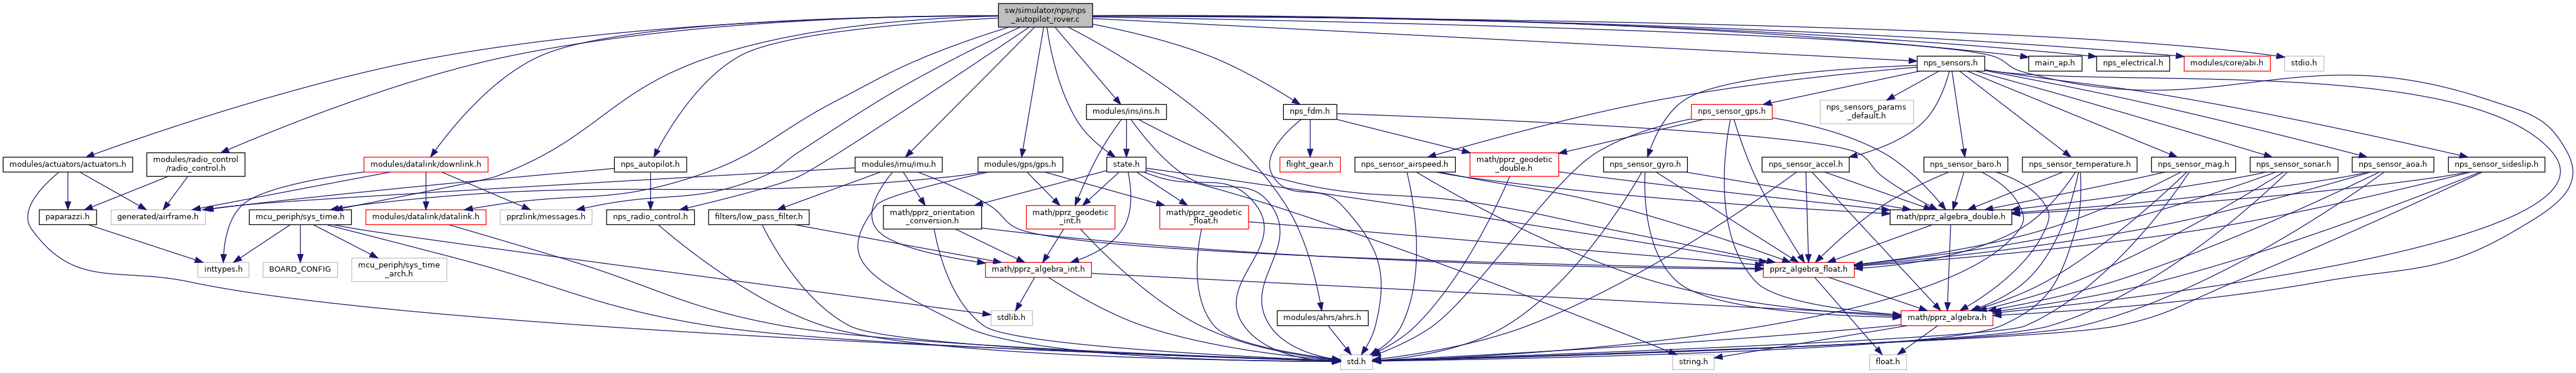 sw/simulator/nps/nps
_autopilot_rover.c
nps_sensors.h
main_ap.h
nps_electrical.h
modules/core/abi.h
stdio.h
modules/ins/ins.h
nps_fdm.h
nps_sensor_gps.h
nps_sensors_params
_default.h
modules/actuators/actuators.h
modules/radio_control
/radio_control.h
modules/datalink/downlink.h
nps_autopilot.h
modules/imu/imu.h
modules/gps/gps.h
state.h
flight_gear.h
nps_sensor_airspeed.h
math/pprz_geodetic
_double.h
nps_sensor_gyro.h
nps_sensor_accel.h
nps_sensor_baro.h
nps_sensor_temperature.h
nps_sensor_mag.h
nps_sensor_sonar.h
nps_sensor_aoa.h
nps_sensor_sideslip.h
paparazzi.h
generated/airframe.h
mcu_periph/sys_time.h
modules/datalink/datalink.h
pprzlink/messages.h
nps_radio_control.h
filters/low_pass_filter.h
math/pprz_orientation
_conversion.h
math/pprz_geodetic
_int.h
math/pprz_geodetic
_float.h
math/pprz_algebra_double.h
inttypes.h
BOARD_CONFIG
mcu_periph/sys_time
_arch.h
math/pprz_algebra_int.h
pprz_algebra_float.h
stdlib.h
modules/ahrs/ahrs.h
math/pprz_algebra.h
std.h
string.h
float.h